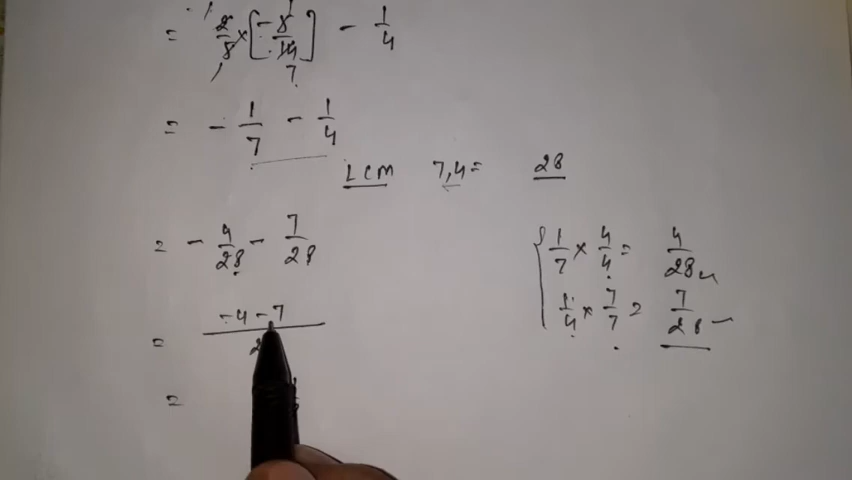 = 2/8 × [-8/14] - 1/4
7
= - 1/7 - 1/4
LCM 7,4 = 28
= - 4/28 - 7/28
1/7 × 4/4 = 4/28
1/4 × 7/7 = 7/28
= -4-7
=